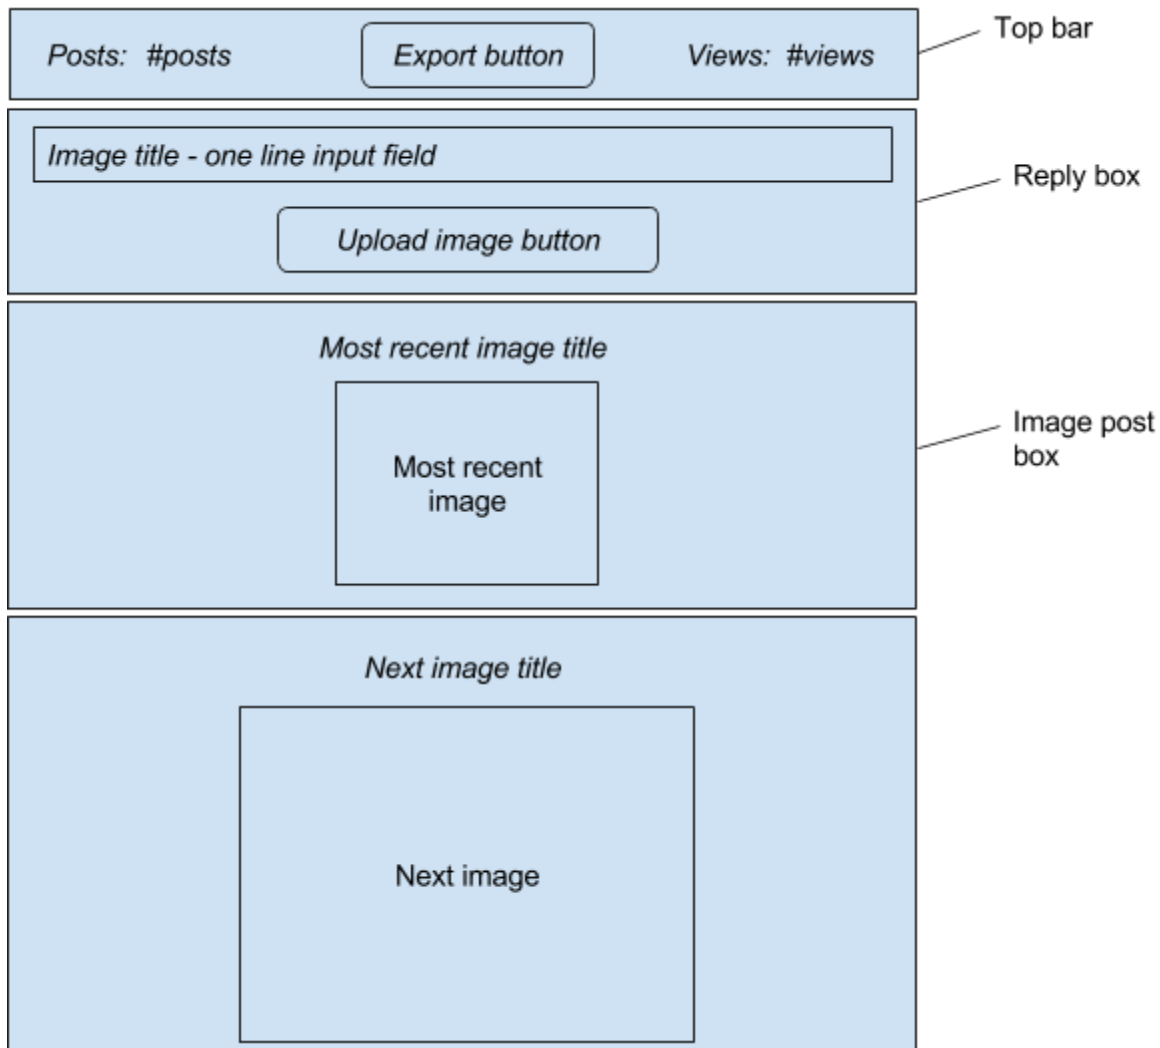 Posts: #posts
Export button
Views: #views
Top bar
Image title - one line input field
Reply box
Upload image button
Most recent image title
Most recent
image
Image post
box
Next image title
Next image